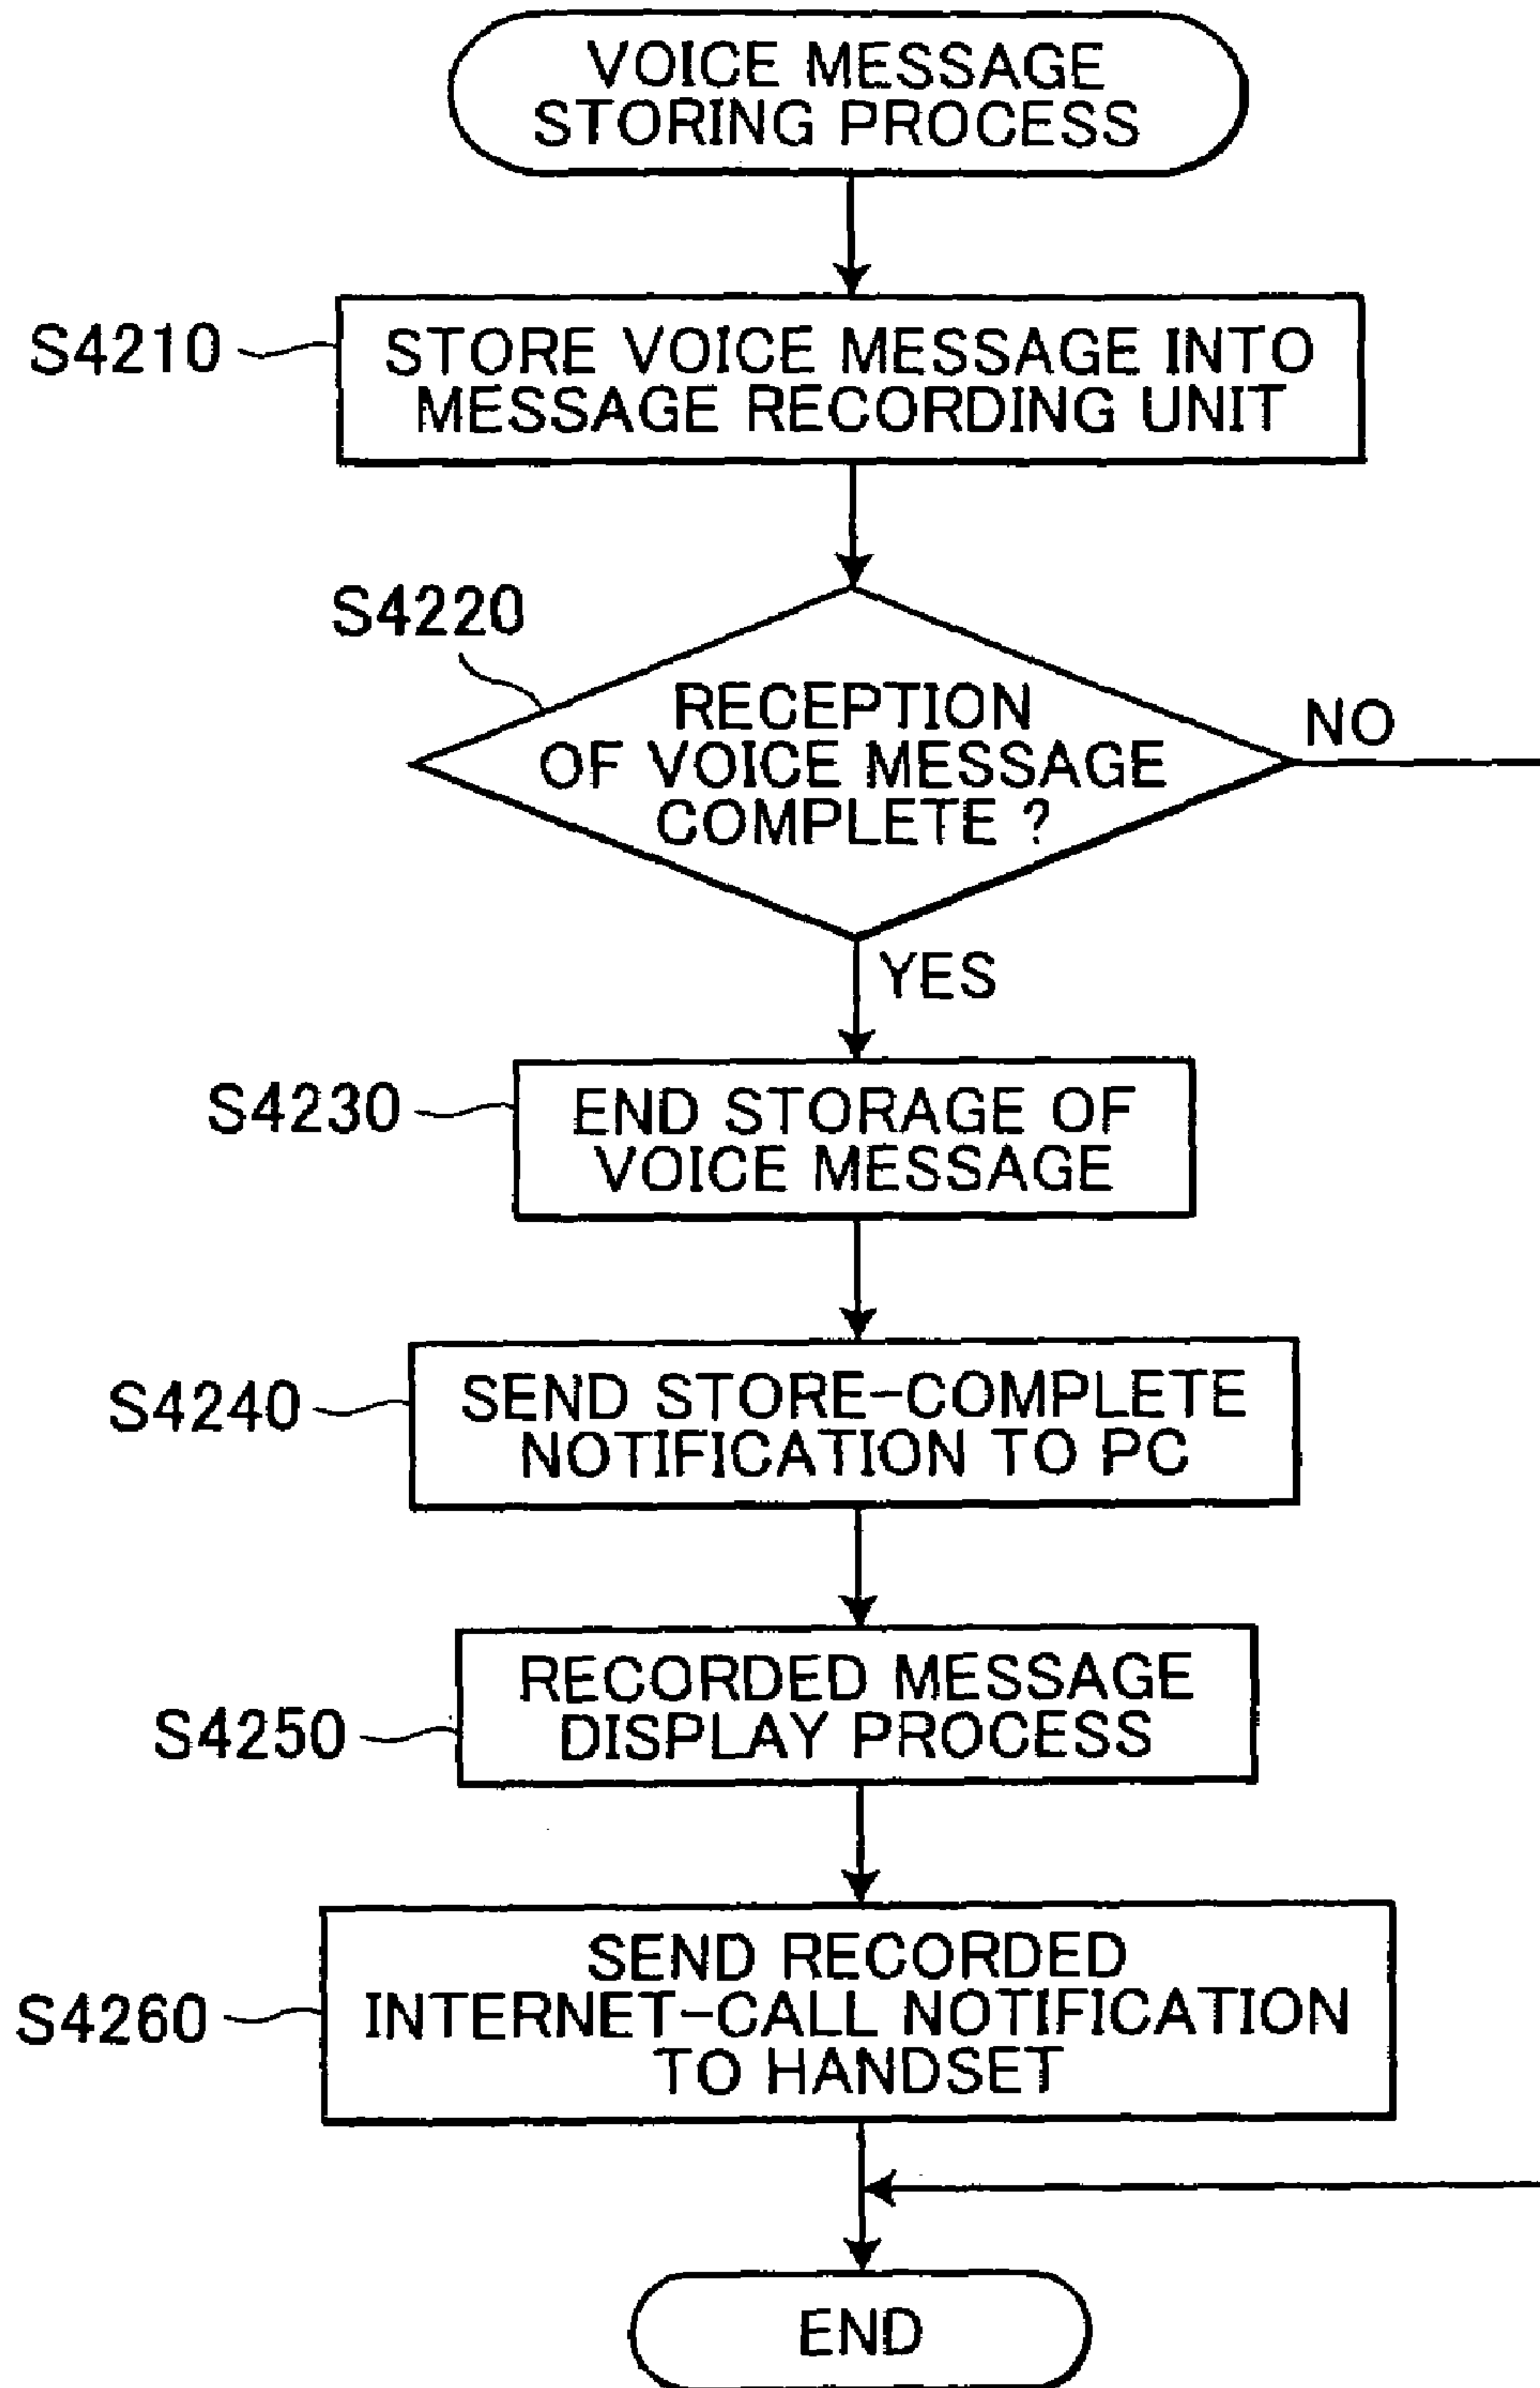 VOICE MESSAGE
STORING PROCESS
S4210
STORE VOICE MESSAGE INTO
MESSAGE RECORDING UNIT
S4220
RECEPTION
OF VOICE MESSAGE
COMPLETE ?
NO
YES
S4230
END STORAGE OF
VOICE MESSAGE
S4240
SEND STORE-COMPLETE
NOTIFICATION TO PC
S4250
RECORDED MESSAGE
DISPLAY PROCESS
S4260
SEND RECORDED
INTERNET-CALL NOTIFICATION
TO HANDSET
END